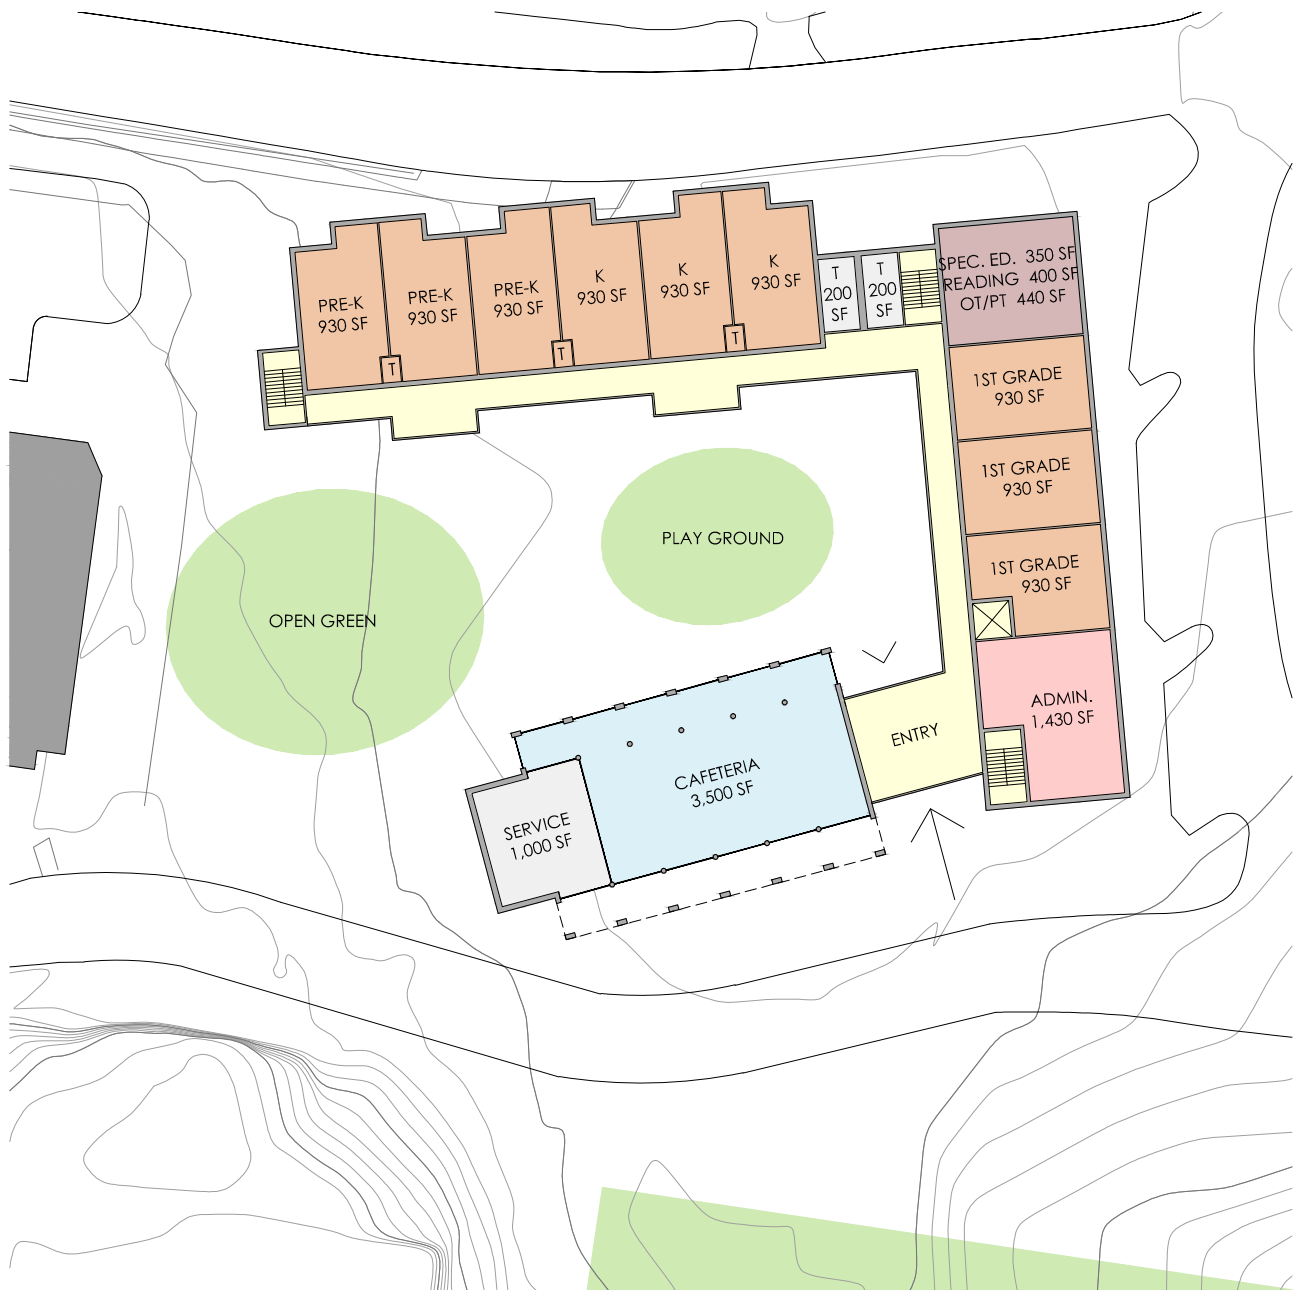 PRE-K
930 SF
PRE-K
930 SF
PRE-K
930 SF
K
930 SF
K
930 SF
K
930 SF
T
200
SF
T
200
SF
SPEC. ED. 350 SF
READING 400 SF
OT/PT 440 SF
T
T
T
1ST GRADE
930 SF
1ST GRADE
930 SF
1ST GRADE
930 SF
PLAY GROUND
OPEN GREEN
ADMIN.
1,430 SF
ENTRY
CAFETERIA
3,500 SF
SERVICE
1,000 SF